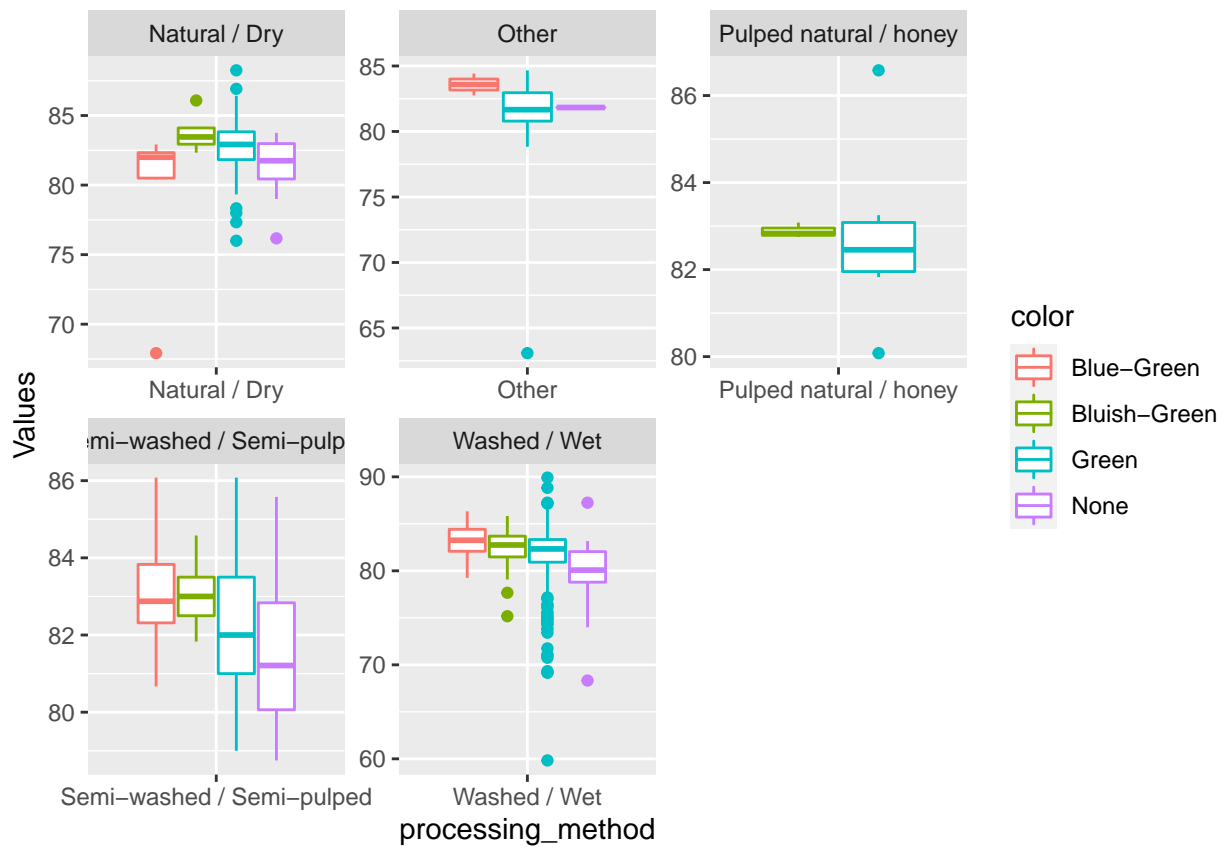 Natural / Dry
Other
Pulped natural / honey
85
80
75
70
85
80
75
70
65
86
84
82
80
Natural / Dry
Other
Pulped natural / honey
Values
emi−washed / Semi−pulp
Washed / Wet
86
84
82
80
90
80
70
60
Semi−washed / Semi−pulped
Washed / Wet
processing_method
color
Blue−Green
Bluish−Green
Green
None